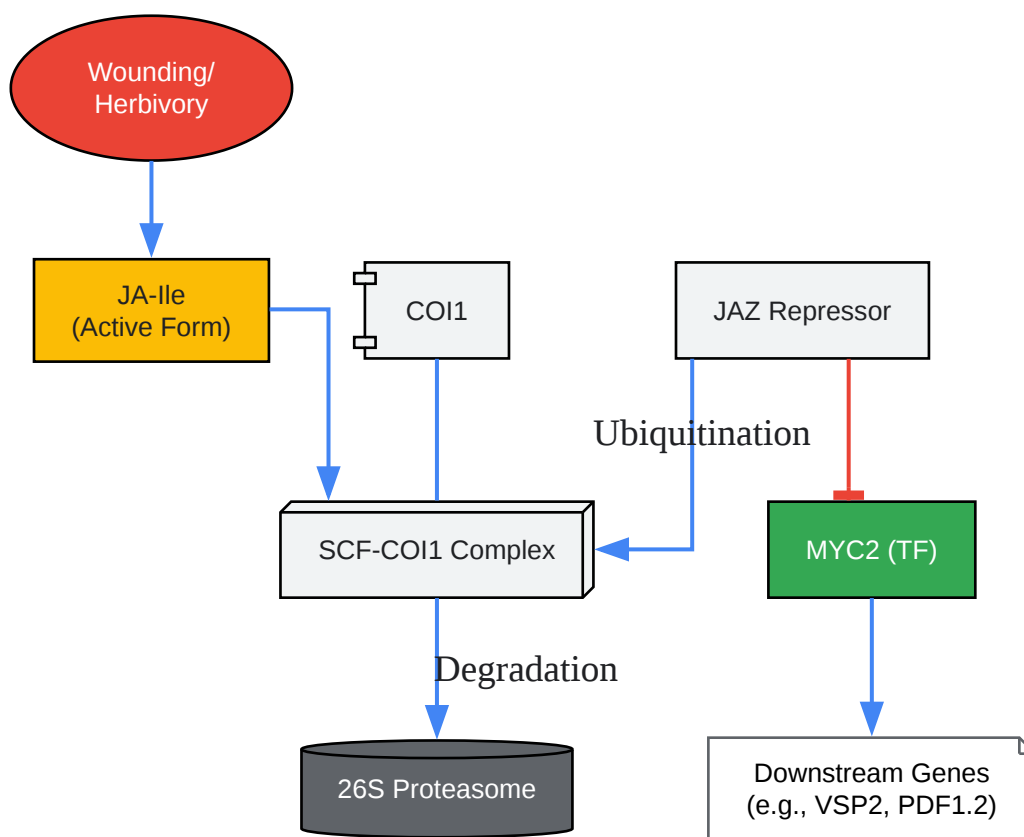 Wounding/
Herbivory
JA-Ile
(Active Form)
COI1
JAZ Repressor
Ubiquitination
SCF-COI1 Complex
MYC2 (TF)
Degradation
26S Proteasome
Downstream Genes
(e.g., VSP2, PDF1.2)